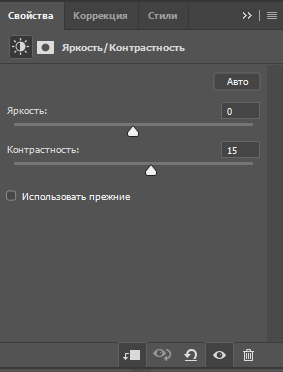 Свойства Коррекция Стили
Яркость/Контрастность
Авто
Яркость: 0
Контрастность: 15
Использовать прежние